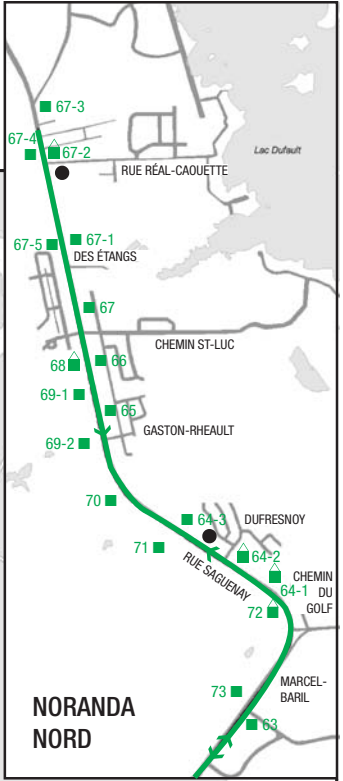 67-3
67-4
67-2
Lac Dufault
RUE RÉAL-CAOUETTE
67-5
67-1
DES ÉTANGS
67
CHEMIN ST-LUC
68
66
69-1
65
69-2
GASTON-RHEAULT
70
64-3
DUFRESNOY
71
RUE SAGUENAY
64-2
64-1
CHEMIN
DU
GOLF
72
MARCEL-
BARIL
73
63
NORANDA
NORD